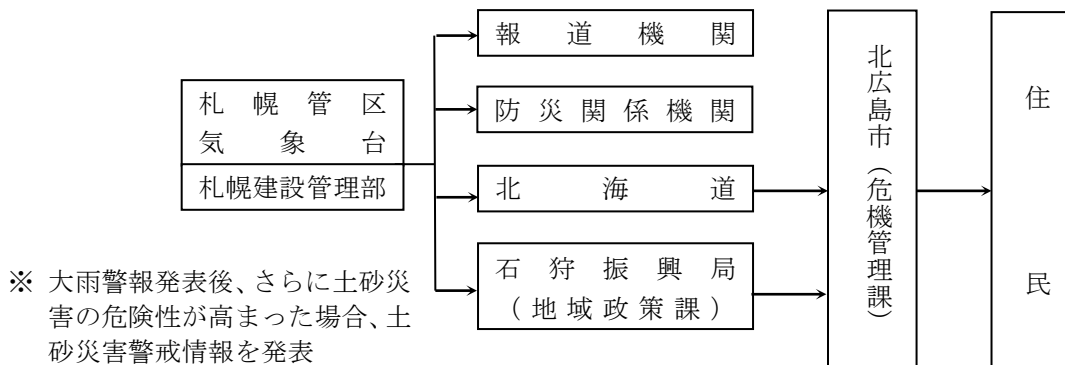 札幌管区
気象台
札幌建設管理部
報道機関
防災関係機関
北海道
石狩振興局
（地域政策課）
北広島市（危機管理課）
住民
※ 大雨警報発表後、さらに土砂災
害の危険性が高まった場合、土
砂災害警戒情報を発表